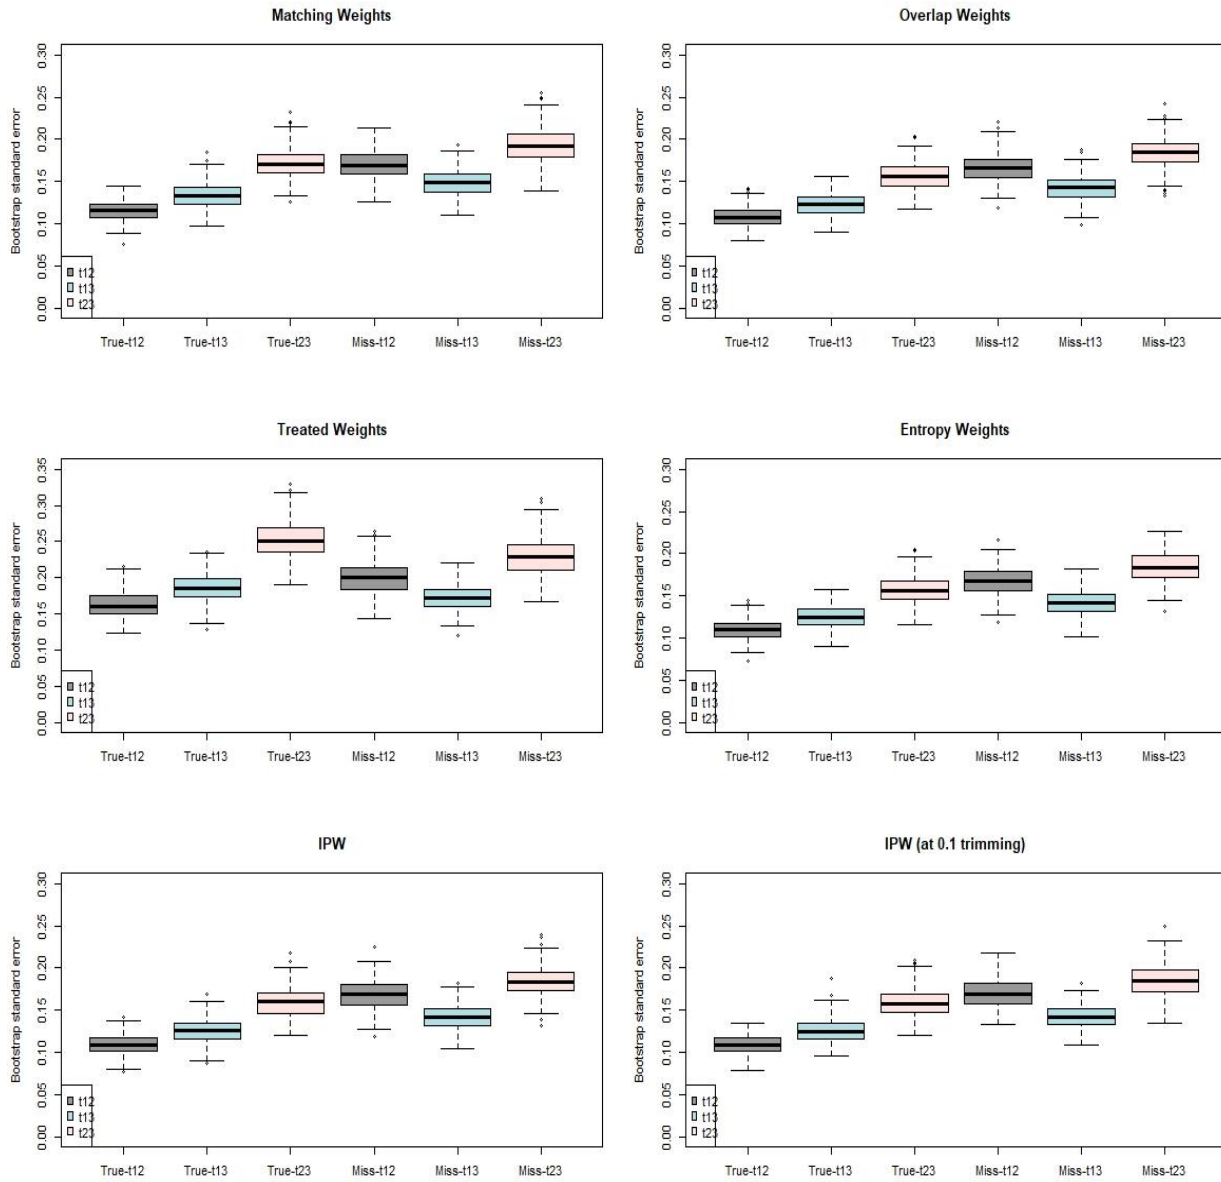 Matching Weights
Bootstrap standard error
0.30
0.25
0.20
0.15
0.10
0.05
0.00
t12
t13
t23
True-t12 True-t13 True-t23 Miss-t12 Miss-t13 Miss-t23
Overlap Weights
Bootstrap standard error
0.30
0.25
0.20
0.15
0.10
0.05
0.00
t12
t13
t23
True-t12 True-t13 True-t23 Miss-t12 Miss-t13 Miss-t23
Treated Weights
Bootstrap standard error
0.35
0.30
0.25
0.20
0.15
0.10
0.05
0.00
t12
t13
t23
True-t12 True-t13 True-t23 Miss-t12 Miss-t13 Miss-t23
Entropy Weights
Bootstrap standard error
0.30
0.25
0.20
0.15
0.10
0.05
0.00
t12
t13
t23
True-t12 True-t13 True-t23 Miss-t12 Miss-t13 Miss-t23
IPW
Bootstrap standard error
0.30
0.25
0.20
0.15
0.10
0.05
0.00
t12
t13
t23
True-t12 True-t13 True-t23 Miss-t12 Miss-t13 Miss-t23
IPW (at 0.1 trimming)
Bootstrap standard error
0.30
0.25
0.20
0.15
0.10
0.05
0.00
t12
t13
t23
True-t12 True-t13 True-t23 Miss-t12 Miss-t13 Miss-t23